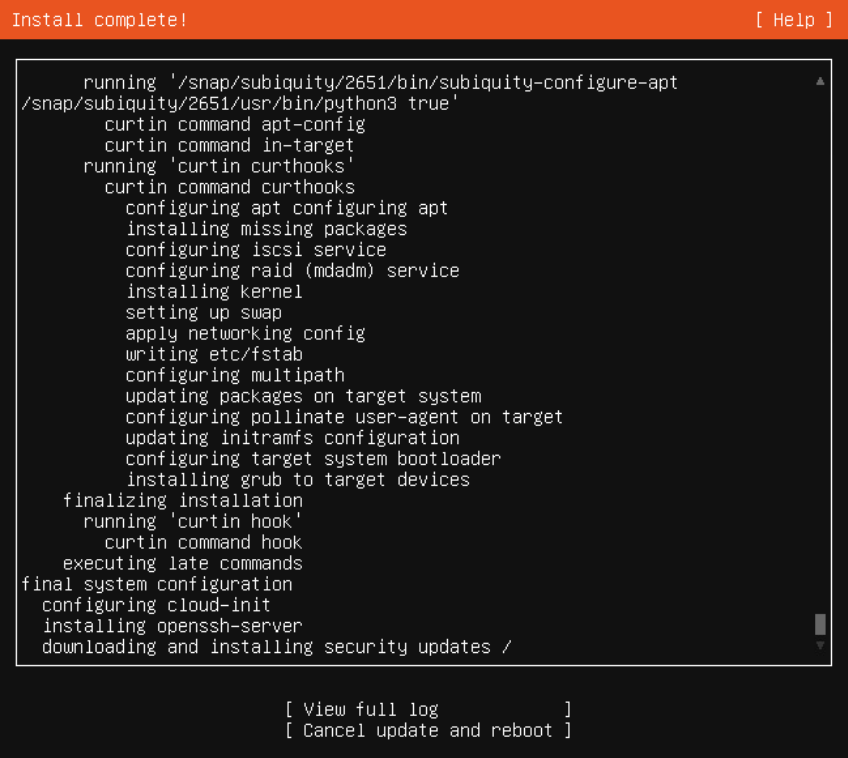 Install complete! [ Help ]
running '/snap/subiquity/2651/bin/subiquity-configure-apt
/snap/subiquity/2651/usr/bin/python3 true'
curtin command apt-config
curtin command in-target
running 'curtin curthooks'
curtin command curthooks
configuring apt configuring apt
installing missing packages
configuring iscsi service
configuring raid (mdadm) service
installing kernel
setting up swap
apply networking config
writing etc/fstab
configuring multipath
updating packages on target system
configuring pollinate user-agent on target
updating initramfs configuration
configuring target system bootloader
installing grub to target devices
finalizing installation
running 'curtin hook'
curtin command hook
executing late commands
final system configuration
configuring cloud-init
installing openssh-server
downloading and installing security updates /
[ View full log ]
[ Cancel update and reboot ]